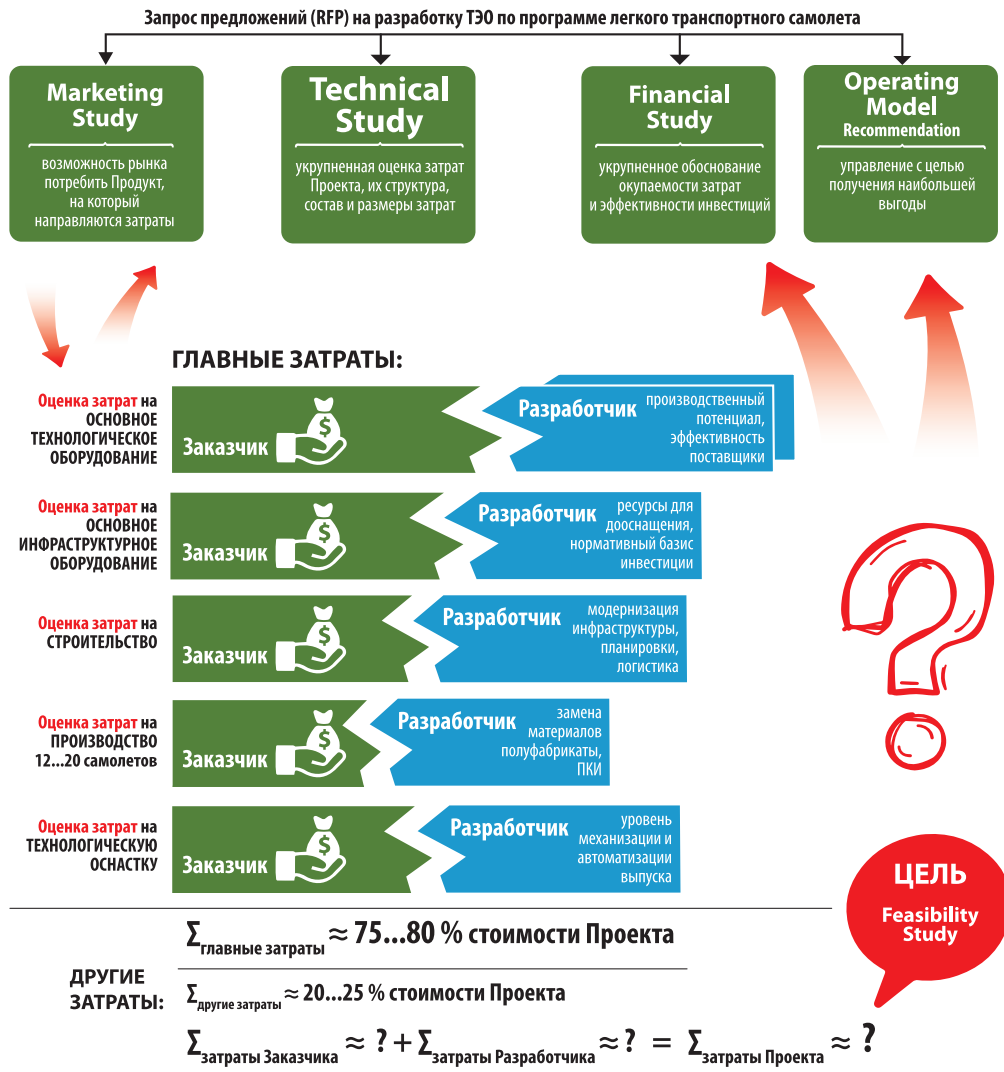 Запрос предложений (RFP) на разработку ТЭО по программе легкого транспортного самолета
Marketing
Study
возможность рынка
потребить Продукт,
на который
направляются затраты
Technical
Study
укрупненная оценка затрат
Проекта, их структура,
состав и размеры затрат
Financial
Study
укрупненное обоснование
окупаемости затрат
и эффективности инвестиций
Operating
Model
Recommendation
управление с целью
получения наибольшей
выгоды
ГЛАВНЫЕ ЗАТРАТЫ:
Оценка затрат на
ОСНОВНОЕ
ТЕХНОЛОГИЧЕСКОЕ
ОБОРУДОВАНИЕ
Заказчик
$
Разработчик
производственный
потенциал,
эффективность
поставщики
Оценка затрат на
ОСНОВНОЕ
ИНФРАСТРУКТУРНОЕ
ОБОРУДОВАНИЕ
Заказчик
$
Разработчик
ресурсы для
дооснащения,
нормативный базис
инвестиции
Оценка затрат на
СТРОИТЕЛЬСТВО
Заказчик
$
Разработчик
модернизация
инфраструктуры,
планировки,
логистика
Оценка затрат на
ПРОИЗВОДСТВО
12...20 самолетов
Заказчик
$
Разработчик
замена
материалов
полуфабрикаты,
ПКИ
Оценка затрат на
ТЕХНОЛОГИЧЕСКУЮ
ОСНАСТКУ
Заказчик
$
Разработчик
уровень
механизации и
автоматизации
выпуска
?
ЦЕЛЬ
Feasibility
Study
Σглавные затраты ≈ 75...80 % стоимости Проекта
ДРУГИЕ
ЗАТРАТЫ:
Σдругие затраты ≈ 20...25 % стоимости Проекта
Σзатраты Заказчика ≈ ? + Σзатраты Разработчика ≈ ? = Σзатраты Проекта ≈ ?